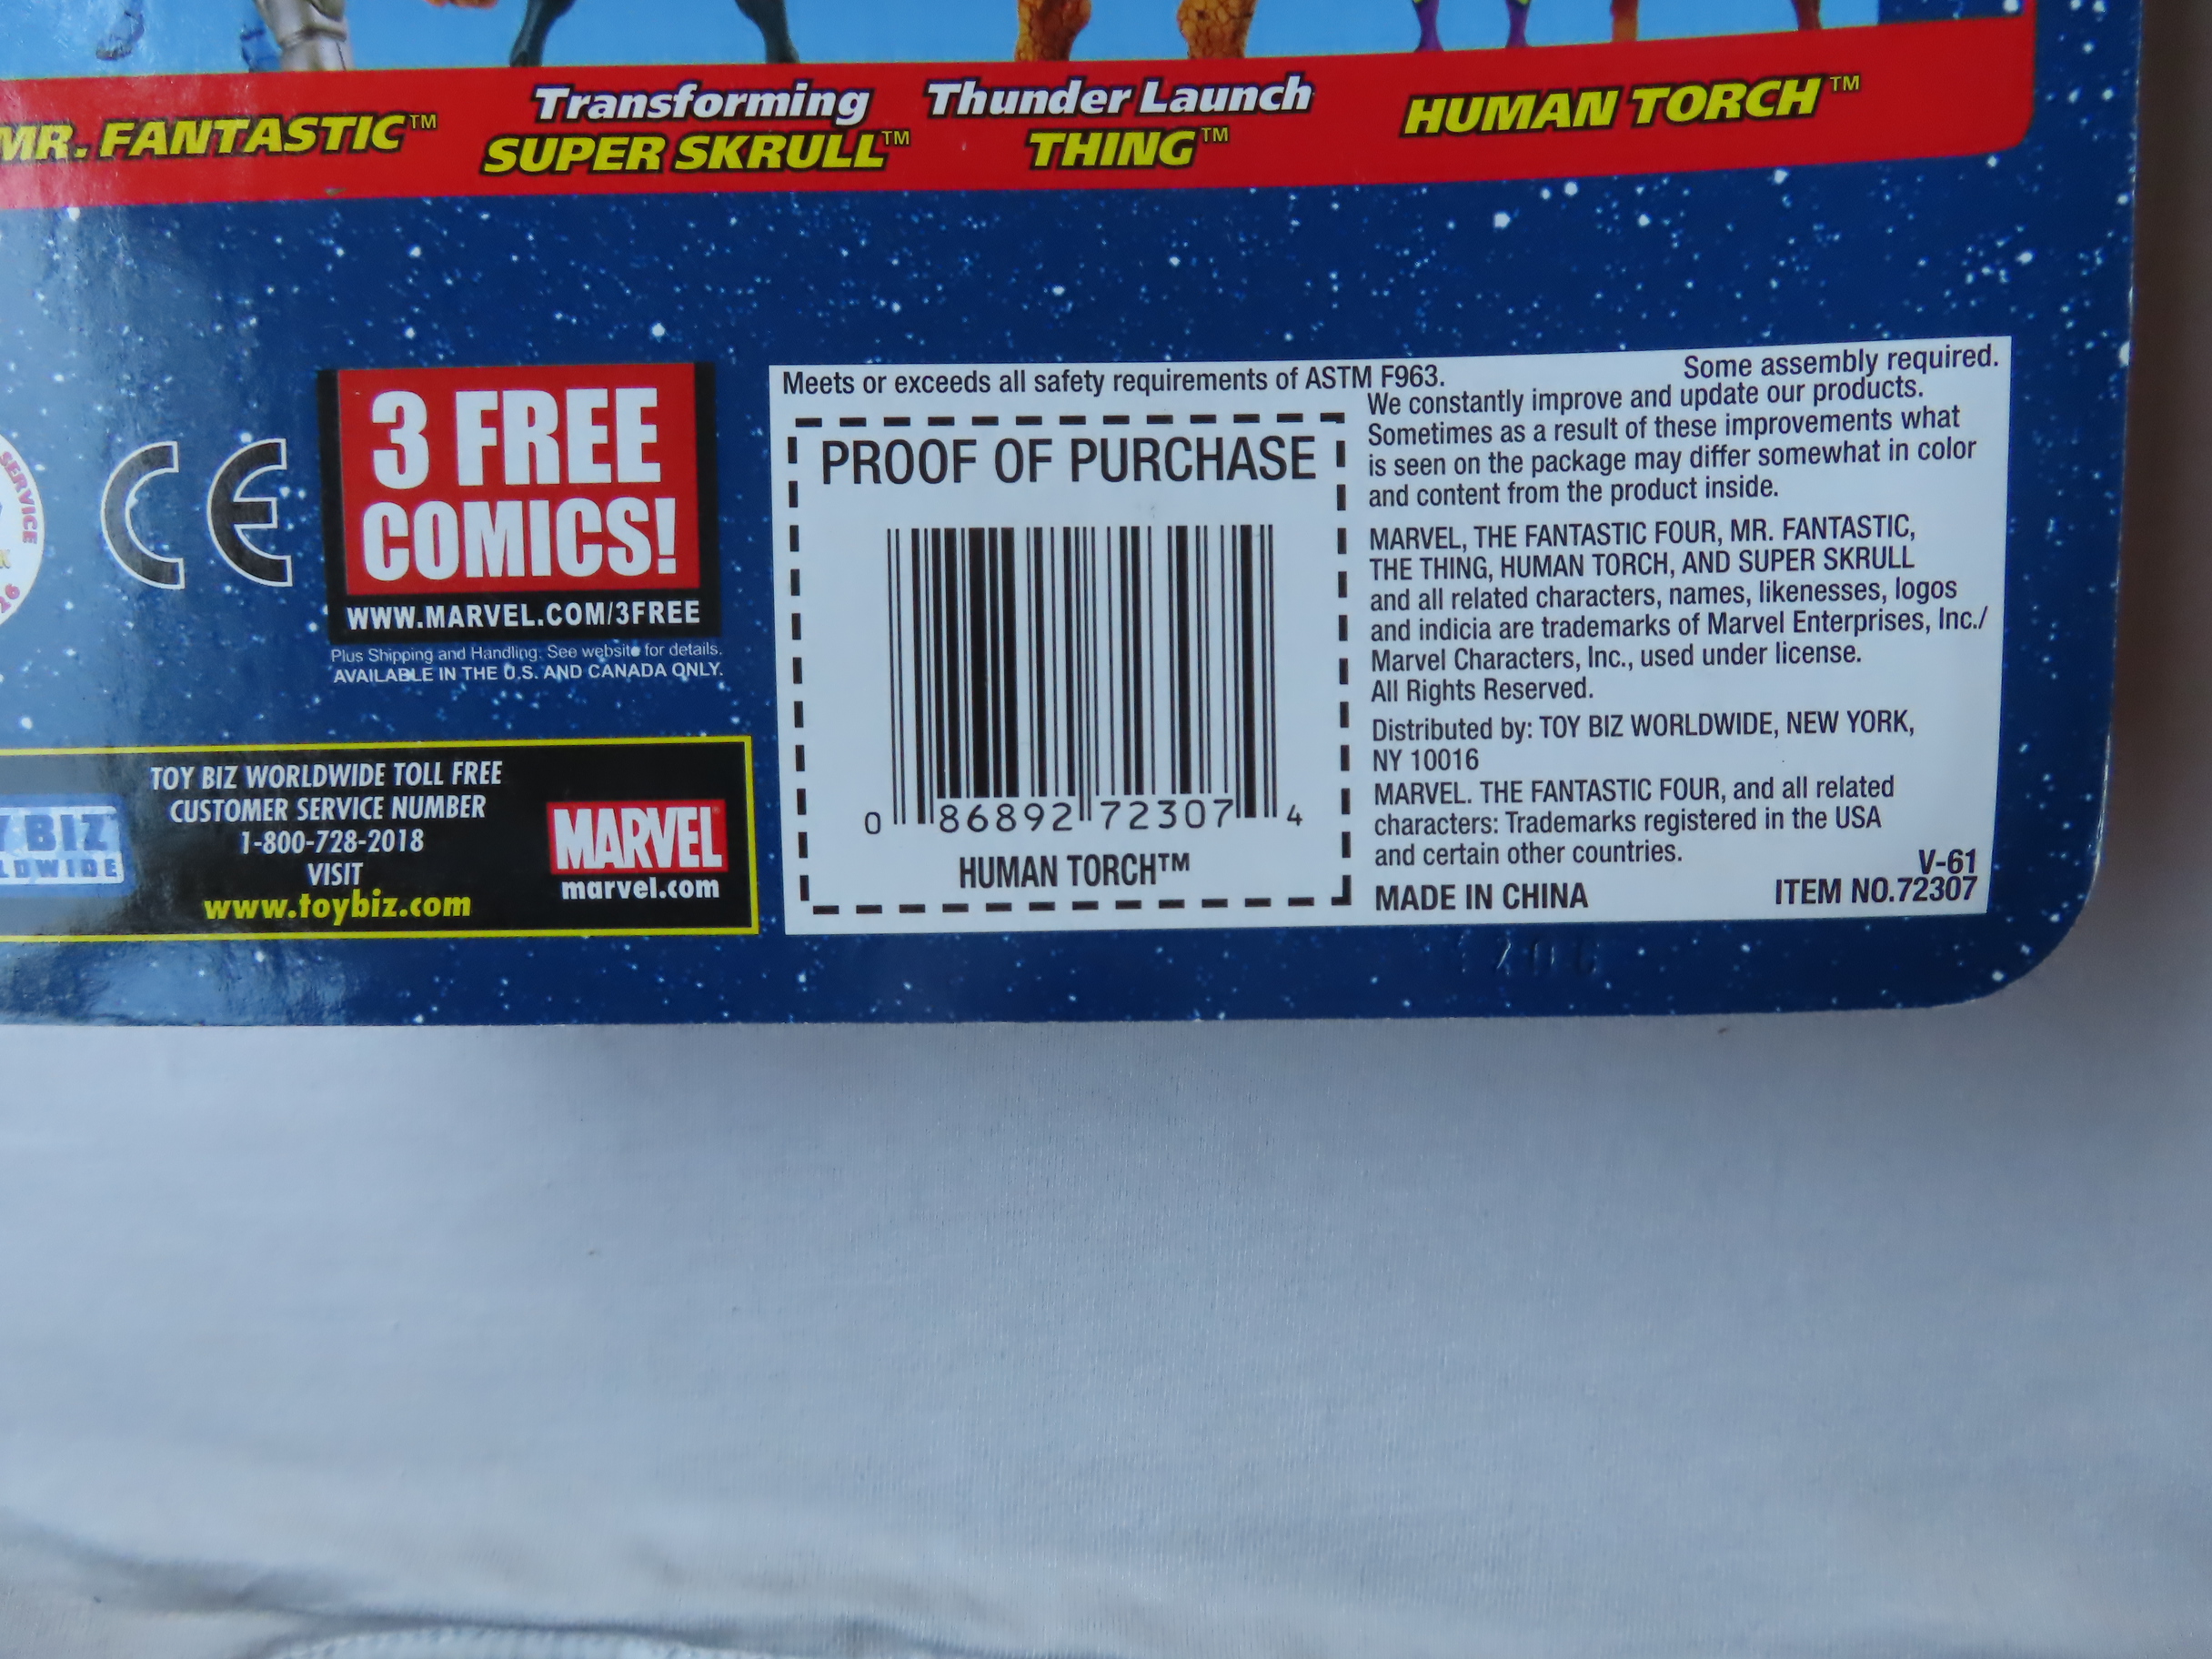 MR. FANTASTIC™
Transforming
SUPER SKRULL™
Thunder Launch
THING™
HUMAN TORCH™
SERVICE
CE
3 FREE
COMICS!
WWW.MARVEL.COM/3FREE
Plus Shipping and Handling. See website for details.
AVAILABLE IN THE U.S. AND CANADA ONLY.
BIZ
TOY BIZ WORLDWIDE TOLL FREE
CUSTOMER SERVICE NUMBER
1-800-728-2018
VISIT
www.toybiz.com
MARVEL
marvel.com
Meets or exceeds all safety requirements of ASTM F963.
PROOF OF PURCHASE
0 86892 72307 4
HUMAN TORCH™
Some assembly required.
We constantly improve and update our products.
Sometimes as a result of these improvements what
is seen on the package may differ somewhat in color
and content from the product inside.
MARVEL, THE FANTASTIC FOUR, MR. FANTASTIC,
THE THING, HUMAN TORCH, AND SUPER SKRULL
and all related characters, names, likenesses, logos
and indicia are trademarks of Marvel Enterprises, Inc./
Marvel Characters, Inc., used under license.
All Rights Reserved.
Distributed by: TOY BIZ WORLDWIDE, NEW YORK,
NY 10016
MARVEL. THE FANTASTIC FOUR, and all related
characters: Trademarks registered in the USA
and certain other countries.
MADE IN CHINA
V-61
ITEM NO.72307